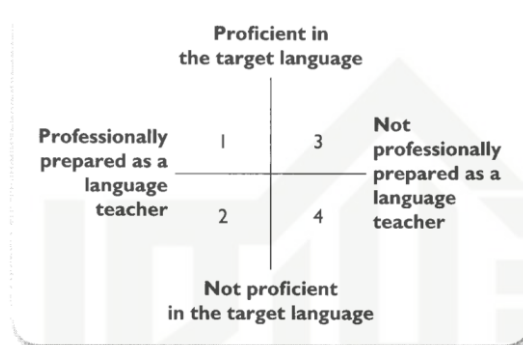 Proficient in
the target language
Professionally
prepared as a
language
teacher
1
3
Not
professionally
prepared as a
language
teacher
2
4
Not proficient
in the target language